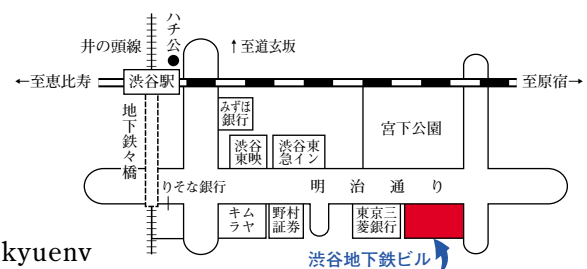 ハチ公
井の頭線
↑至道玄坂
←至恵比寿
渋谷駅
至原宿→
地下鉄々橋
みずほ
銀行
渋谷
東映
渋谷東
急イン
宮下公園
りそな銀行
明治通り
キム
ラヤ
野村
証券
東京三
菱銀行
渋谷地下鉄ビル
kyuenv